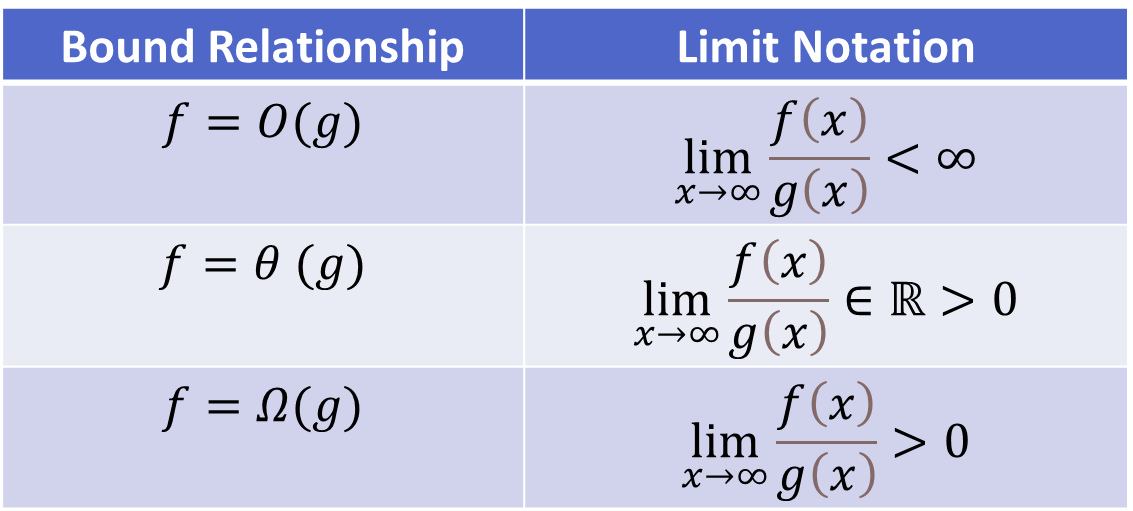 Bound Relationship
Limit Notation
f = O(g)
lim x→∞ f(x)/g(x) < ∞
f = θ (g)
lim x→∞ f(x)/g(x) ∈ ℝ > 0
f = Ω(g)
lim x→∞ f(x)/g(x) > 0